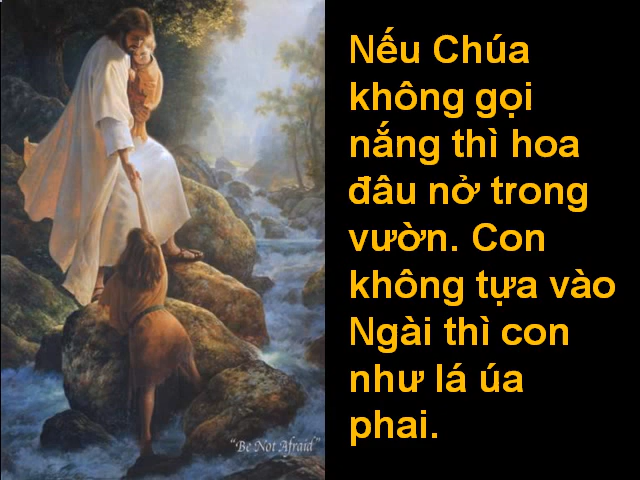 Nếu Chúa
không gọi
nắng thì hoa
đâu nở trong
vườn. Con
không tựa vào
Ngài thì con
như lá úa
phai.
“Be Not Afraid”